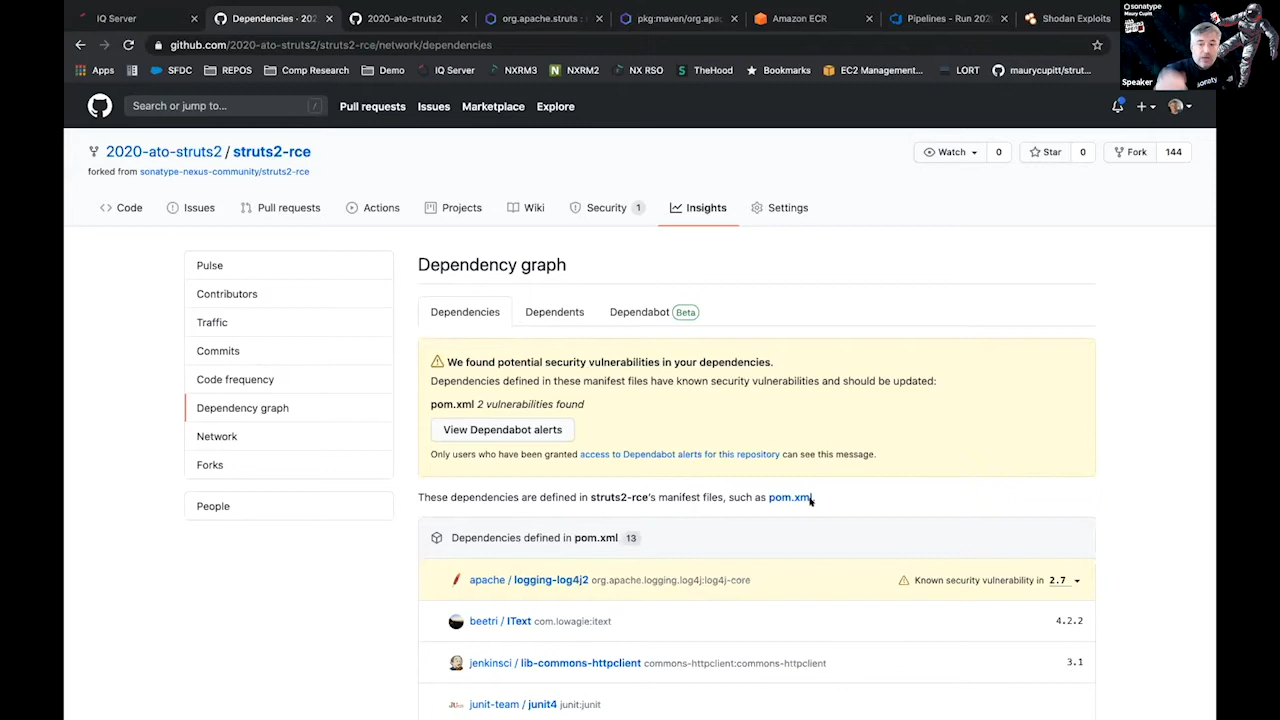 IQ Server
Dependencies · 202
2020-ato-struts2
org.apache.struts :
pkg:maven/org.apa
Amazon ECR
Pipelines - Run 202
Shodan Exploits
github.com/2020-ato-struts2/struts2-rce/network/dependencies
Apps
SFDC
REPOS
Comp Research
Demo
IQ Server
NXRM3
NXRM2
NX RSO
TheHood
Bookmarks
EC2 Management...
LORT
maurycupitt/strut...
sonatype
Maury Cupitt
Speaker
Search or jump to...
/
Pull requests
Issues
Marketplace
Explore
2020-ato-struts2 / struts2-rce
forked from sonatype-nexus-community/struts2-rce
Watch 0
Star 0
Fork 144
Code
Issues
Pull requests
Actions
Projects
Wiki
Security 1
Insights
Settings
Pulse
Contributors
Traffic
Commits
Code frequency
Dependency graph
Network
Forks
People
Dependency graph
Dependencies
Dependents
Dependabot Beta
We found potential security vulnerabilities in your dependencies.
Dependencies defined in these manifest files have known security vulnerabilities and should be updated:
pom.xml 2 vulnerabilities found
View Dependabot alerts
Only users who have been granted access to Dependabot alerts for this repository can see this message.
These dependencies are defined in struts2-rce's manifest files, such as pom.xml
Dependencies defined in pom.xml 13
apache / logging-log4j2 org.apache.logging.log4j:log4j-core
Known security vulnerability in 2.7
beetri / IText com.lowagie:itext
4.2.2
jenkinsci / lib-commons-httpclient commons-httpclient:commons-httpclient
3.1
junit-team / junit4 junit:junit